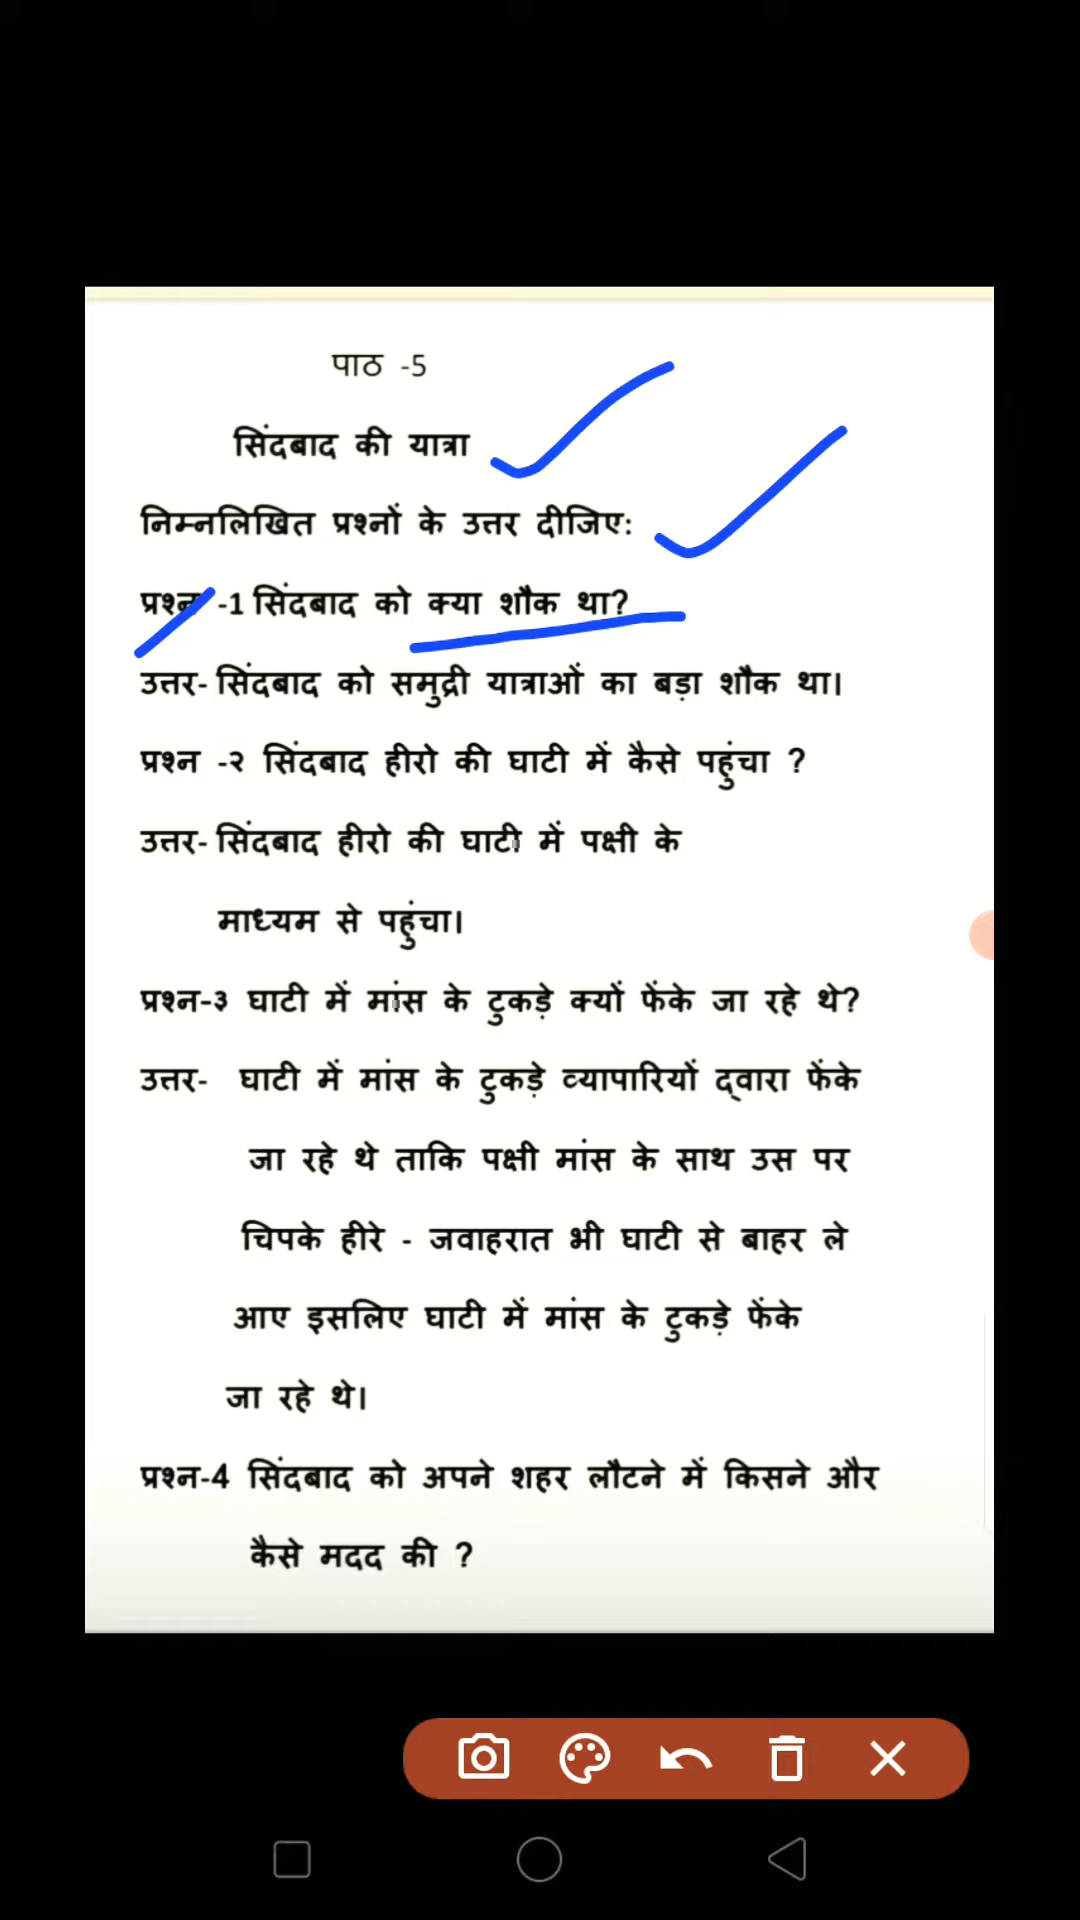 पाठ -5
सिंदबाद की यात्रा
निम्नलिखित प्रश्नों के उत्तर दीजिए:
प्रश्न -1 सिंदबाद को क्या शौक था?
उत्तर- सिंदबाद को समुद्री यात्राओं का बड़ा शौक था।
प्रश्न -२ सिंदबाद हीरो की घाटी में कैसे पहुंचा ?
उत्तर- सिंदबाद हीरो की घाटी में पक्षी के
माध्यम से पहुंचा।
प्रश्न-३ घाटी में मांस के टुकड़े क्यों फेंके जा रहे थे?
उत्तर- घाटी में मांस के टुकड़े व्यापारियों द्वारा फेंके
जा रहे थे ताकि पक्षी मांस के साथ उस पर
चिपके हीरे - जवाहरात भी घाटी से बाहर ले
आए इसलिए घाटी में मांस के टुकड़े फेंके
जा रहे थे।
प्रश्न-4 सिंदबाद को अपने शहर लौटने में किसने और
कैसे मदद की ?